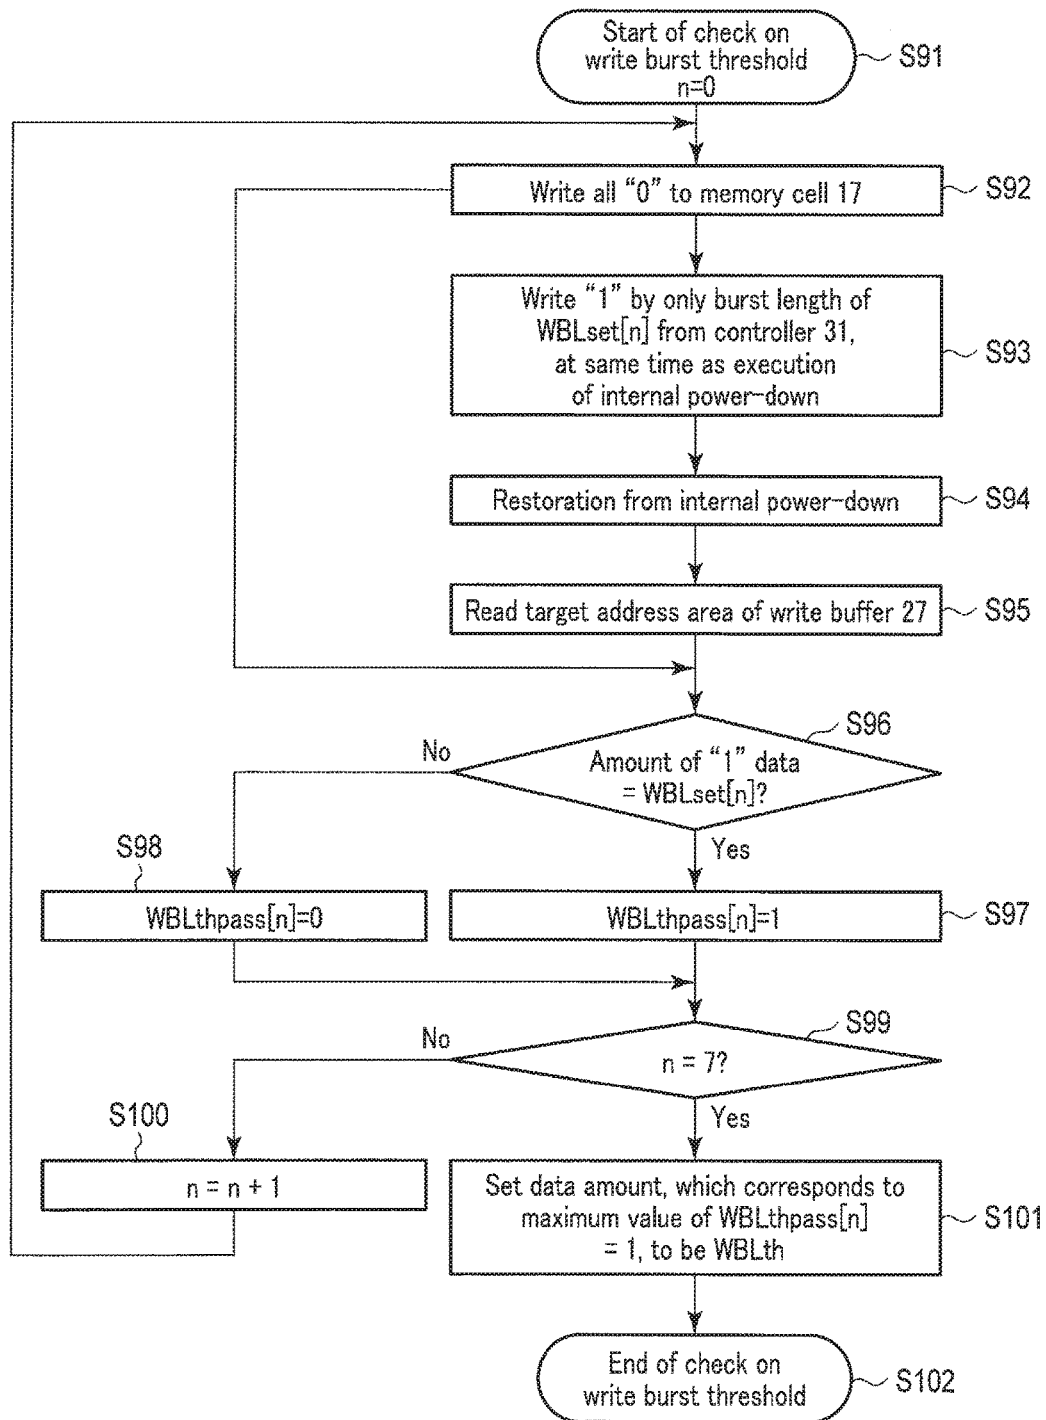 Start of check on
write burst threshold
n=0
S91
Write all “0” to memory cell 17
S92
Write “1” by only burst length of
WBLset[n] from controller 31,
at same time as execution
of internal power-down
S93
Restoration from internal power-down
S94
Read target address area of write buffer 27
S95
S96
No
Amount of “1” data
= WBLset[n]?
Yes
S98
WBLthpass[n]=0
WBLthpass[n]=1
S97
S99
No
n = 7?
Yes
S100
n = n + 1
Set data amount, which corresponds to
maximum value of WBLthpass[n]
= 1, to be WBLth
S101
End of check on
write burst threshold
S102